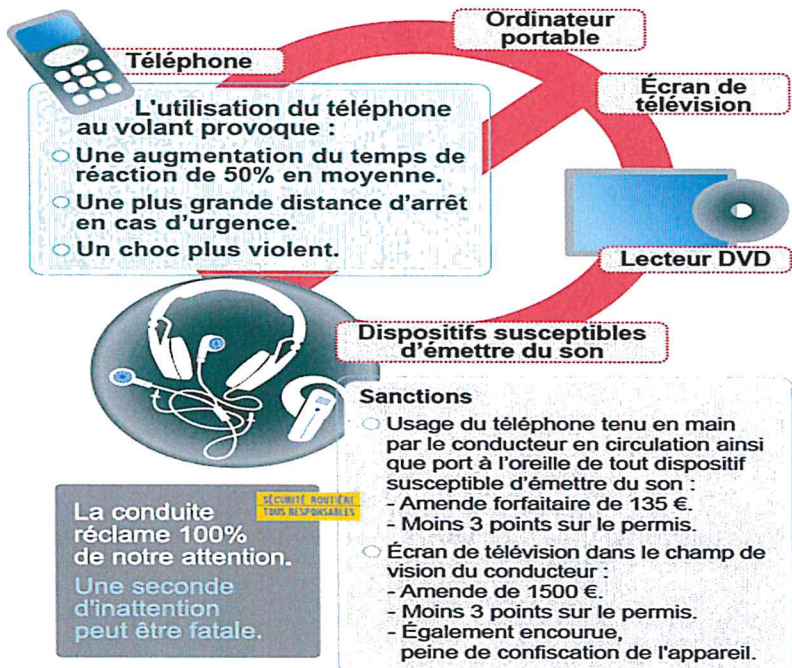 Téléphone
Ordinateur
portable
Écran de
télévision
L'utilisation du téléphone
au volant provoque :
Une augmentation du temps de
réaction de 50% en moyenne.
Une plus grande distance d'arrêt
en cas d'urgence.
Un choc plus violent.
Lecteur DVD
Dispositifs susceptibles
d'émettre du son
Sanctions
Usage du téléphone tenu en main
par le conducteur en circulation ainsi
que port à l'oreille de tout dispositif
susceptible d'émettre du son :
- Amende forfaitaire de 135 €.
- Moins 3 points sur le permis.
Écran de télévision dans le champ de
vision du conducteur :
- Amende de 1500 €.
- Moins 3 points sur le permis.
- Également encourue,
peine de confiscation de l'appareil.
SÉCURITÉ ROUTIÈRE
TOUS RESPONSABLES
La conduite
réclame 100%
de notre attention.
Une seconde
d'inattention
peut être fatale.